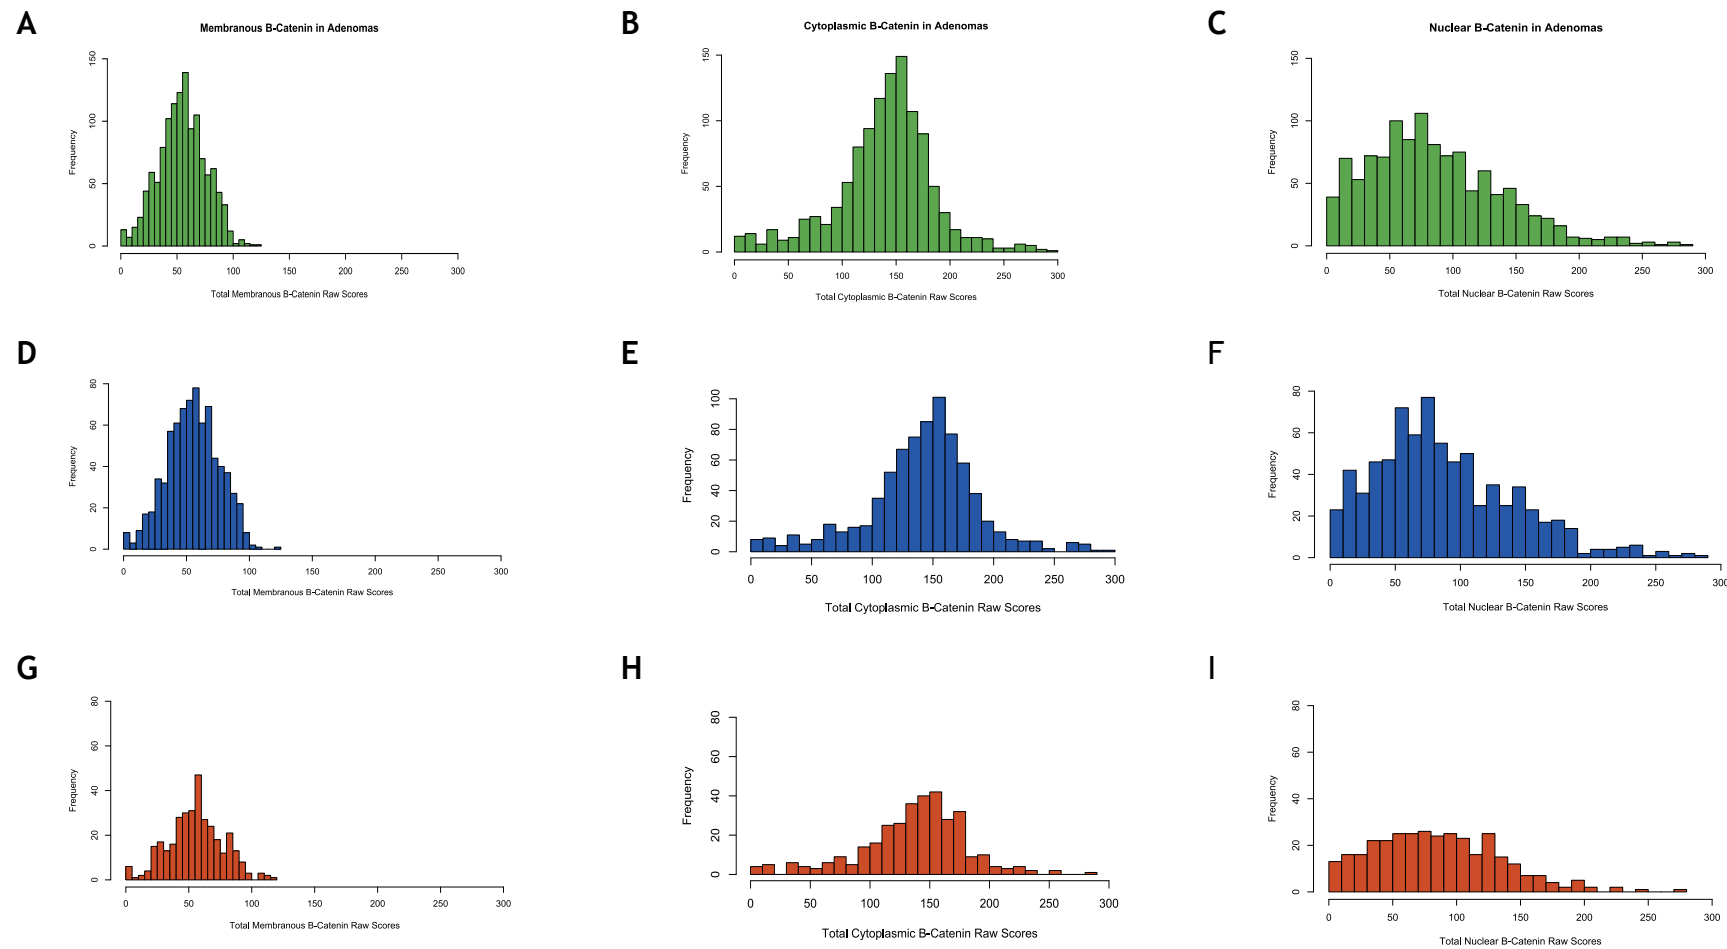 A
Membranous B-Catenin in Adenomas
Frequency
0
50
100
150
0 50 100 150 200 250 300
Total Membranous B-Catenin Raw Scores
B
Cytoplasmic B-Catenin in Adenomas
Frequency
0
50
100
150
0 50 100 150 200 250 300
Total Cytoplasmic B-Catenin Raw Scores
C
Nuclear B-Catenin in Adenomas
Frequency
0
50
100
150
0 50 100 150 200 250 300
Total Nuclear B-Catenin Raw Scores
D
Frequency
0
20
40
60
80
0 50 100 150 200 250 300
Total Membranous B-Catenin Raw Scores
E
Frequency
0
20
40
60
80
100
0 50 100 150 200 250 300
Total Cytoplasmic B-Catenin Raw Scores
F
Frequency
0
20
40
60
80
0 50 100 150 200 250 300
Total Nuclear B-Catenin Raw Scores
G
Frequency
0
20
40
60
80
0 50 100 150 200 250 300
Total Membranous B-Catenin Raw Scores
H
Frequency
0
20
40
60
80
0 50 100 150 200 250 300
Total Cytoplasmic B-Catenin Raw Scores
I
Frequency
0
20
40
60
80
0 50 100 150 200 250 300
Total Nuclear B-Catenin Raw Scores